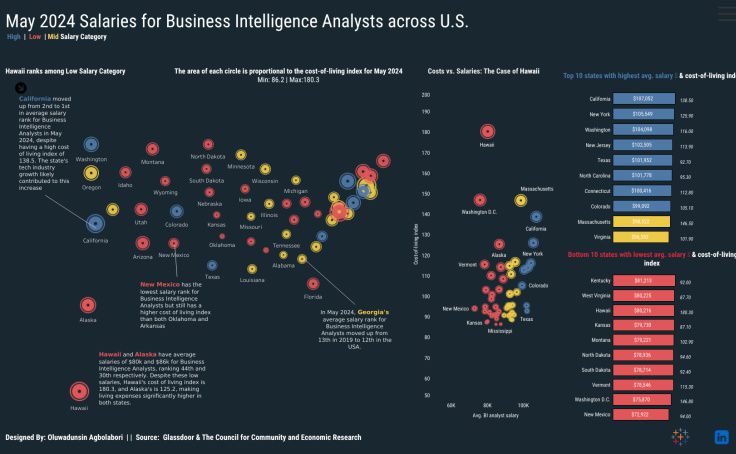 May 2024 Salaries for Business Intelligence Analysts across U.S.
High | Low | Mid Salary Category
Hawaii ranks among Low Salary Category
The area of each circle is proportional to the cost-of-living index for May 2024
Min: 86.2 | Max:180.3
California moved
up from 2nd to 1st
in average salary
rank for Business
Intelligence
Analysts in May
2024, despite
having a high cost
of living index of
138.5. The state's
tech industry
growth likely
contributed to this
increase
Washington
Oregon
California
Alaska
Hawaii
Montana
Idaho
Wyoming
Utah
Colorado
Arizona
New Mexico
North Dakota
South Dakota
Nebraska
Kansas
Oklahoma
Texas
Minnesota
Wisconsin
Iowa
Illinois
Missouri
Michigan
Tennessee
Alabama
Louisiana
Florida
New Mexico has the
lowest salary rank for
Business Intelligence
Analysts but still has a
higher cost of living index
than both Oklahoma and
Arkansas
Hawaii and Alaska have average
salaries of $80k and $86k for
Business Intelligence
Analysts, ranking 44th and
30th respectively. Despite these low
salaries, Hawaii's cost of living index is
180.3, and Alaska's is 125.2, making
living expenses significantly higher in
both states.
In May 2024, Georgia's
average salary rank for
Business Intelligence
Analysts moved up from
13th in 2019 to 12th in the
USA.
Costs vs. Salaries: The Case of Hawaii
200
190
180
170
160
150
140
130
120
110
100
90
80
70
60
50
Cost of living index
Hawaii
Massachusetts
Washington D.C.
California
Alaska
New York
Vermont
Colorado
New Mexico
Kansas
Texas
Mississippi
60K
80K
100K
Avg. BI analyst salary
Top 10 states with highest avg. salary & cost-of-living ind
California $107,052 138.50
New York $105,549 125.90
Washington $104,098 116.00
New Jersey $102,505 113.90
Texas $101,952 92.70
North Carolina $101,778 95.30
Connecticut $100,416 112.80
Colorado $99,092 105.10
Massachusetts 146.50
Virginia 101.90
Bottom 10 states with lowest avg. salary & cost-of-living
index
Kentucky $81,213 92.00
West Virginia $80,225 87.70
Hawaii $80,216 180.30
Kansas $79,730 87.10
Montana $79,221 102.90
North Dakota $78,936 94.60
South Dakota $76,714 92.40
Vermont $76,546 115.30
Washington D.C. $75,870 146.80
New Mexico $72,922 94.00
Designed By: Oluwadunsin Agbolabori || Source: Glassdoor & The Council for Community and Economic Research
in